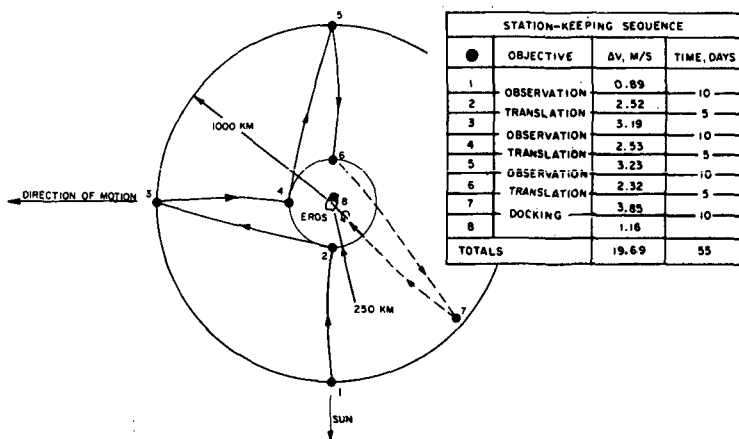 5
1000 KM
6
DIRECTION OF MOTION
3
4
8
EROS
2
250 KM
7
1
SUN
STATION-KEEPING SEQUENCE
OBJECTIVE ΔV, M/S TIME, DAYS
1 0.89
OBSERVATION 10
2 2.52
TRANSLATION 5
3 3.19
OBSERVATION 10
4 2.53
TRANSLATION 5
5 3.23
OBSERVATION 10
6 2.32
TRANSLATION 5
7 3.85
DOCKING 10
8 1.16
TOTALS 19.69 55